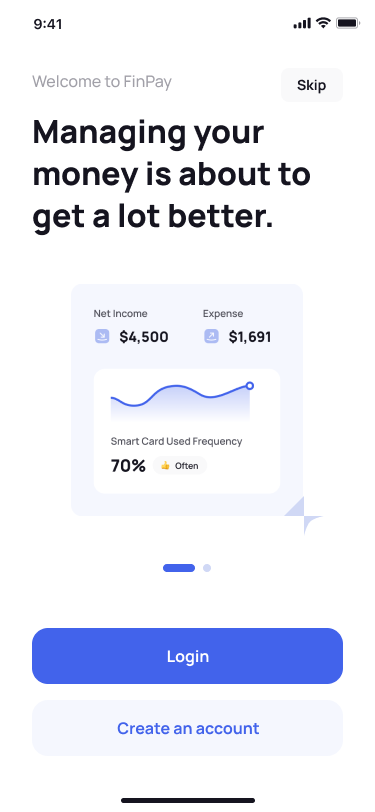 9:41
Welcome to FinPay
Skip
Managing your
money is about to
get a lot better.
Net Income
Expense
$4,500
$1,691
Smart Card Used Frequency
70%
Often
Login
Create an account